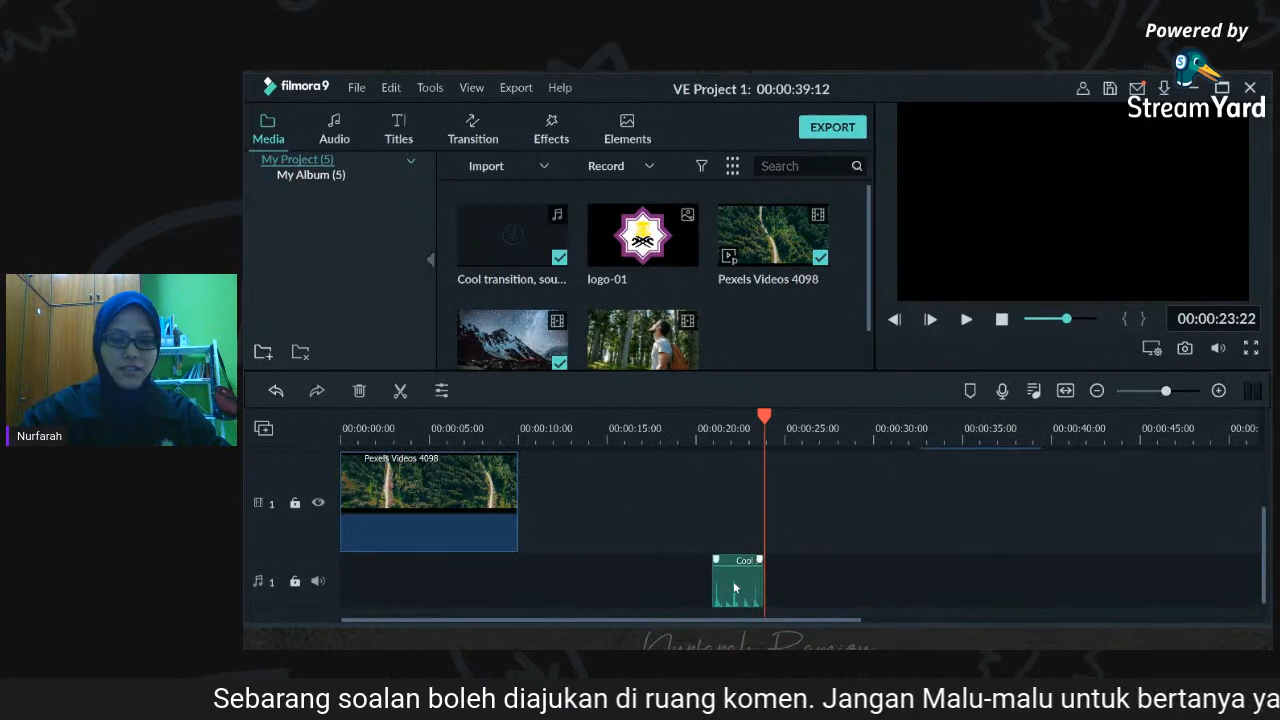 Powered by
StreamYard
filmora9 File Edit Tools View Export Help VE Project 1: 00:00:39:12
Media Audio Titles Transition Effects Elements EXPORT
My Project (5)
My Album (5)
Import Record Search
Cool transition, sou... logo-01 Pexels Videos 4098
00:00:23:22
Nurfarah
00:00:00:00 00:00:05:00 00:00:10:00 00:00:15:00 00:00:20:00 00:00:25:00 00:00:30:00 00:00:35:00 00:00:40:00 00:00:45:00 00:00:
Pexels Videos 4098
1
Cool
1
Sebarang soalan boleh diajukan di ruang komen. Jangan Malu-malu untuk bertanya ya